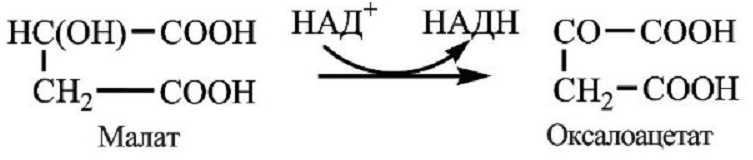 HC(OH)—COOH НАД⁺ НАДН CO—COOH
CH₂—COOH CH₂—COOH
Малат Оксалоацетат